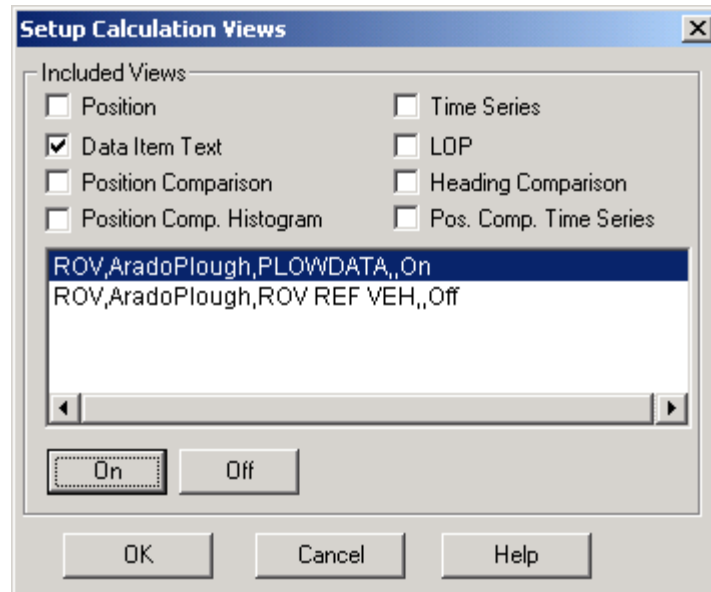 Setup Calculation Views
Included Views
Position
Time Series
Data Item Text
LOP
Position Comparison
Heading Comparison
Position Comp. Histogram
Pos. Comp. Time Series
ROV,AradoPlough,PLOWDATA,,On
ROV,AradoPlough,ROV REF VEH,,Off
On
Off
OK
Cancel
Help